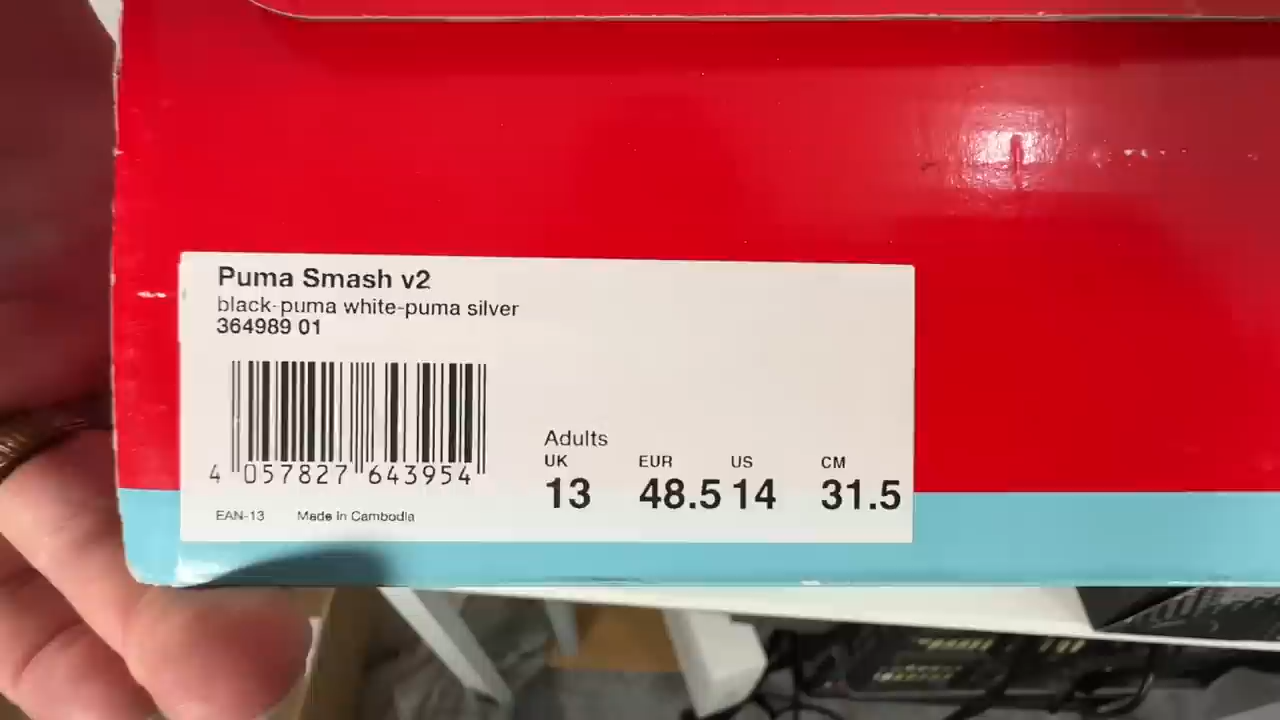 Puma Smash v2
black-puma white-puma silver
364989 01
4 057827 643954
EAN-13 Made in Cambodia
Adults
UK EUR US CM
13 48.5 14 31.5